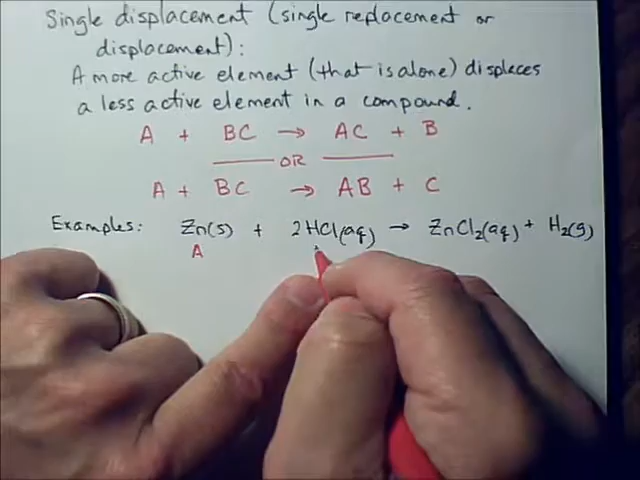 Single displacement (single replacement or
displacement):
A more active element (that is alone) displaces
a less active element in a compound.
A + BC → AC + B
OR
A + BC → AB + C
Examples: Zn(s) + 2HCl(aq) → ZnCl₂(aq) + H₂(g)
A